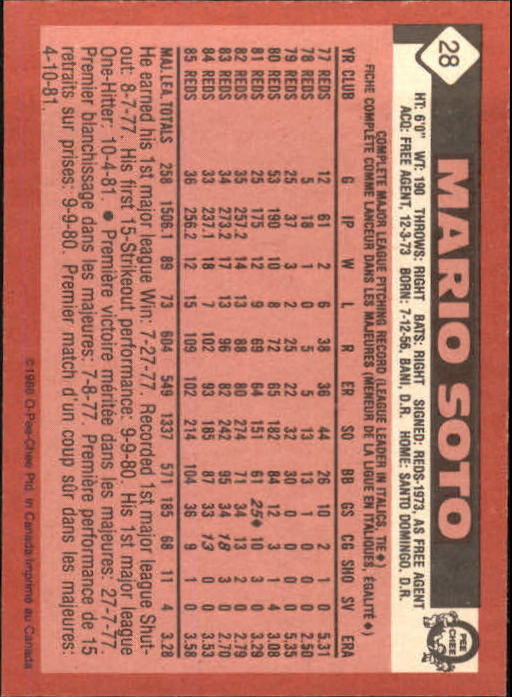 28
MARIO SOTO
O PEE CHEE
HT: 6'0" WT: 190 THROWS: RIGHT BATS: RIGHT SIGNED: REDS-1973, AS FREE AGENT
ACQ: FREE AGENT, 12-3-73 BORN: 7-12-56, BANI, D.R. HOME: SANTO DOMINGO, D.R.
COMPLETE MAJOR LEAGUE PITCHING RECORD (LEAGUE LEADER IN ITALICS, TIE♦)
FICHE COMPLÈTE COMME LANCEUR DANS LES MAJEURES (MENEUR DE LA LIGUE EN ITALIQUES, ÉGALITÉ♦)
YR CLUB G IP W L R ER SO BB GS CG SHO SV ERA
77 REDS 12 61 2 6 38 36 44 26 10 2 1 0 5.31
78 REDS 5 18 1 0 5 5 13 13 1 0 0 0 2.50
79 REDS 25 37 3 2 25 22 32 30 0 0 0 0 5.35
80 REDS 53 190 10 8 72 65 182 84 12 3 1 4 3.08
81 REDS 25 175 12 9 69 64 151 61 25♦ 10 3 0 3.29
82 REDS 35 257.2 14 13 88 80 274 71 34 13 2 0 2.79
83 REDS 34 273.2 17 13 96 82 242 95 34 18 3 0 2.70
84 REDS 33 237.1 18 7 102 93 185 87 33 13 0 0 3.53
85 REDS 36 256.2 12 15 109 102 214 104 36 9 1 0 3.58
MAJ.LEA. TOTALS 258 1506.1 89 73 604 549 1337 571 185 68 11 4 3.28
He earned his 1st major league Win: 7-27-77. Recorded 1st major league Shut-
out: 8-7-77. His first 15-Strikeout performance: 9-9-80. His 1st major league
One-Hitter: 10-4-81. ● Première victoire méritée dans les majeures: 27-7-77.
Premier blanchissage dans les majeures: 7-8-77. Première performance de 15
retraits sur prises: 9-9-80. Premier match d'un coup sûr dans les majeures:
4-10-81.
©1986 O-Pee-Chee Ptd. in Canada/Imprimé au Canada